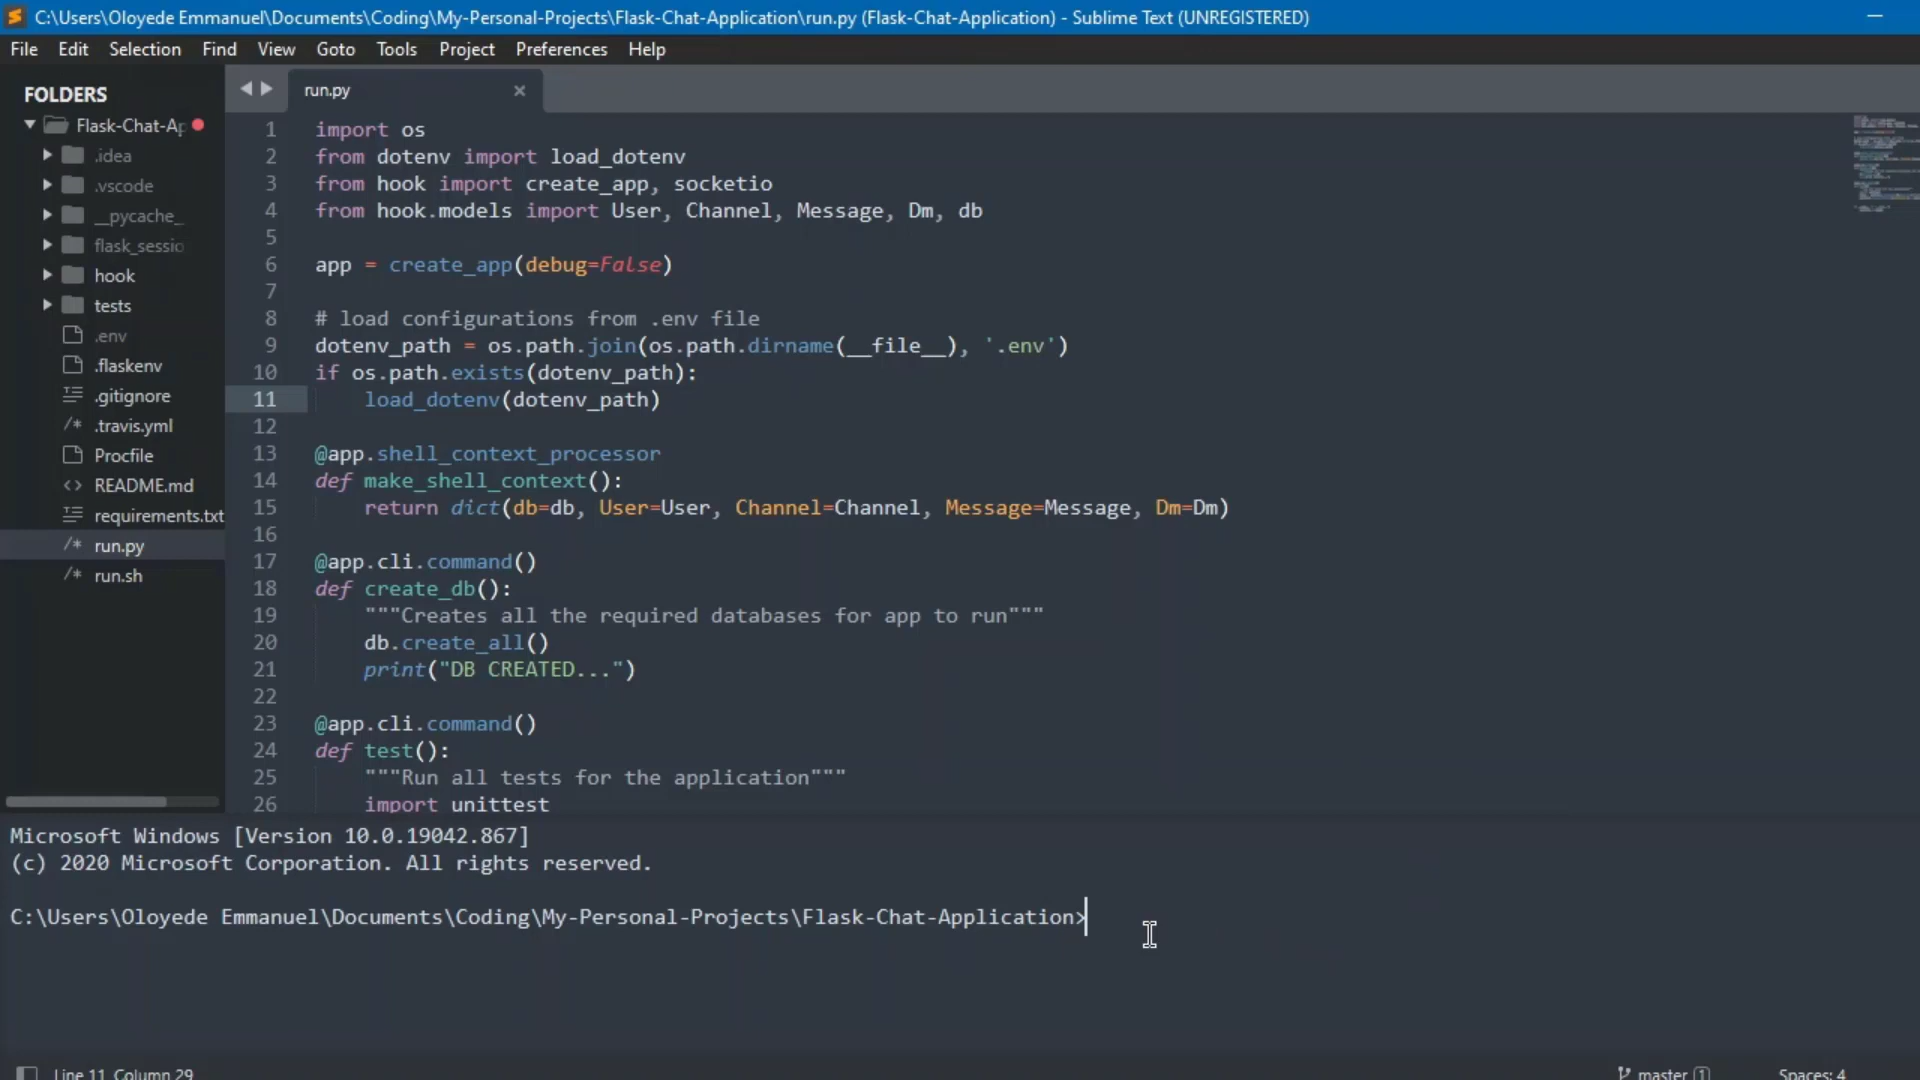 C:\Users\Oloyede Emmanuel\Documents\Coding\My-Personal-Projects\Flask-Chat-Application\run.py (Flask-Chat-Application) - Sublime Text (UNREGISTERED)
File Edit Selection Find View Goto Tools Project Preferences Help
FOLDERS
Flask-Chat-Ap
.idea
.vscode
__pycache_
flask_sessio
hook
tests
.env
.flaskenv
.gitignore
.travis.yml
Procfile
README.md
requirements.txt
run.py
run.sh
run.py
1 import os
2 from dotenv import load_dotenv
3 from hook import create_app, socketio
4 from hook.models import User, Channel, Message, Dm, db
5
6 app = create_app(debug=False)
7
8 # load configurations from .env file
9 dotenv_path = os.path.join(os.path.dirname(__file__), '.env')
10 if os.path.exists(dotenv_path):
11     load_dotenv(dotenv_path)
12
13 @app.shell_context_processor
14 def make_shell_context():
15     return dict(db=db, User=User, Channel=Channel, Message=Message, Dm=Dm)
16
17 @app.cli.command()
18 def create_db():
19     """Creates all the required databases for app to run"""
20     db.create_all()
21     print("DB CREATED...")
22
23 @app.cli.command()
24 def test():
25     """Run all tests for the application"""
26     import unittest
Microsoft Windows [Version 10.0.19042.867]
(c) 2020 Microsoft Corporation. All rights reserved.
C:\Users\Oloyede Emmanuel\Documents\Coding\My-Personal-Projects\Flask-Chat-Application>
Line 11, Column 29
master 1
Spaces: 4